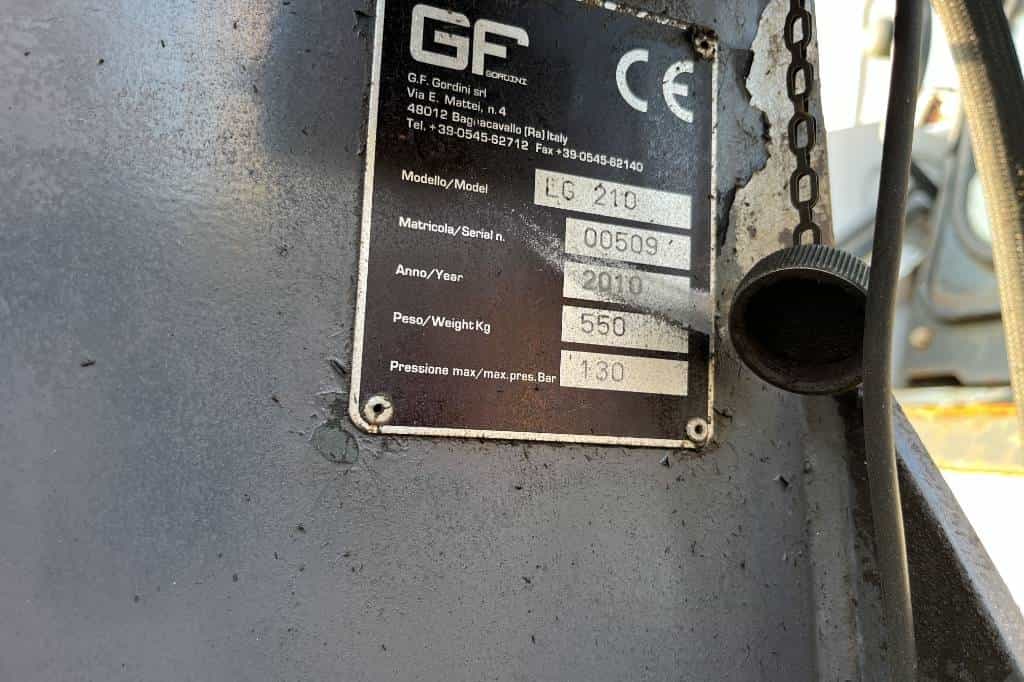 GF
GORDINI
CE
G.F. Gordini srl
Via E. Mattei, n. 4
48012 Bagnacavallo (Ra) Italy
Tel. +39-0545-62712 Fax +39-0545-62140
Modello/Model LG 210
Matricola/Serial n. 00509
Anno/Year 2010
Peso/Weight Kg 550
Pressione max/max. pres. Bar 130